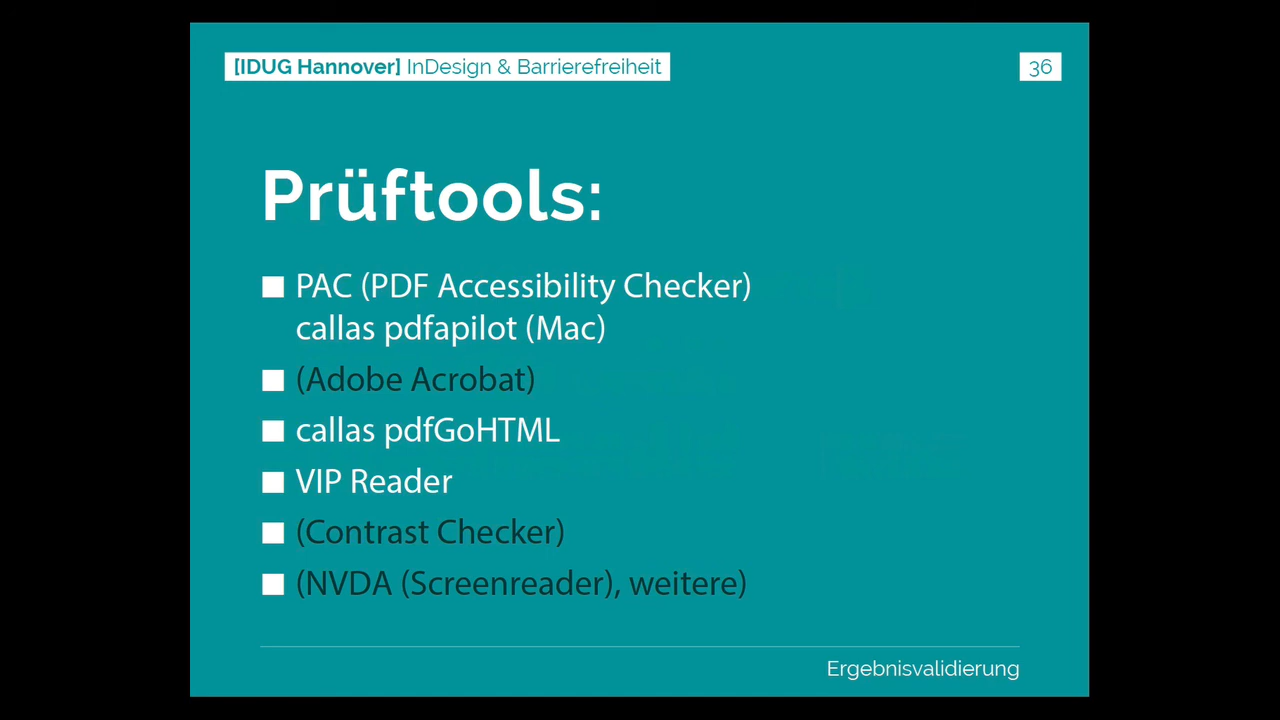 [IDUG Hannover] InDesign & Barrierefreiheit
36
Prüftools:
PAC (PDF Accessibility Checker)
callas pdfapilot (Mac)
(Adobe Acrobat)
callas pdfGoHTML
VIP Reader
(Contrast Checker)
(NVDA (Screenreader), weitere)
Ergebnisvalidierung